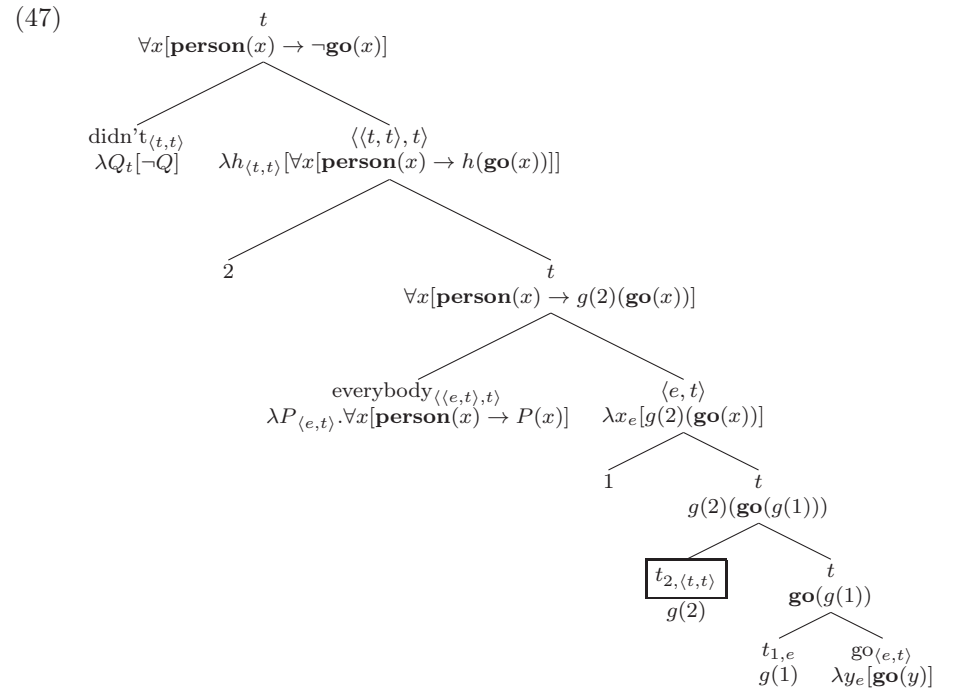 (47)
t
∀x[person(x) → ¬go(x)]
didn't⟨t,t⟩ ⟨⟨t,t⟩,t⟩
λQt[¬Q] λh⟨t,t⟩[∀x[person(x) → h(go(x))]]
2 t
∀x[person(x) → g(2)(go(x))]
everybody⟨⟨e,t⟩,t⟩ ⟨e,t⟩
λP⟨e,t⟩.∀x[person(x) → P(x)] λxe[g(2)(go(x))]
1 t
g(2)(go(g(1)))
t2,⟨t,t⟩ t
g(2) go(g(1))
t1,e go⟨e,t⟩
g(1) λye[go(y)]